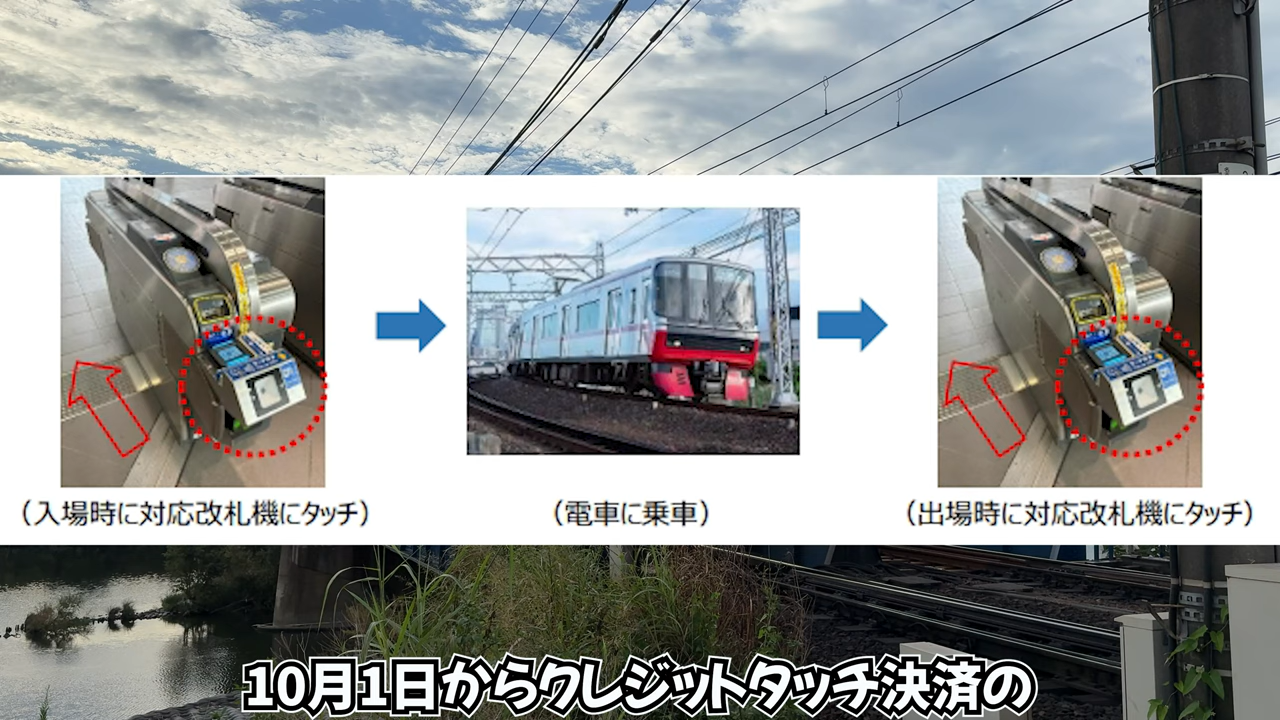 （入場時に対応改札機にタッチ）
（電車に乗車）
（出場時に対応改札機にタッチ）
10月1日からクレジットタッチ決済の